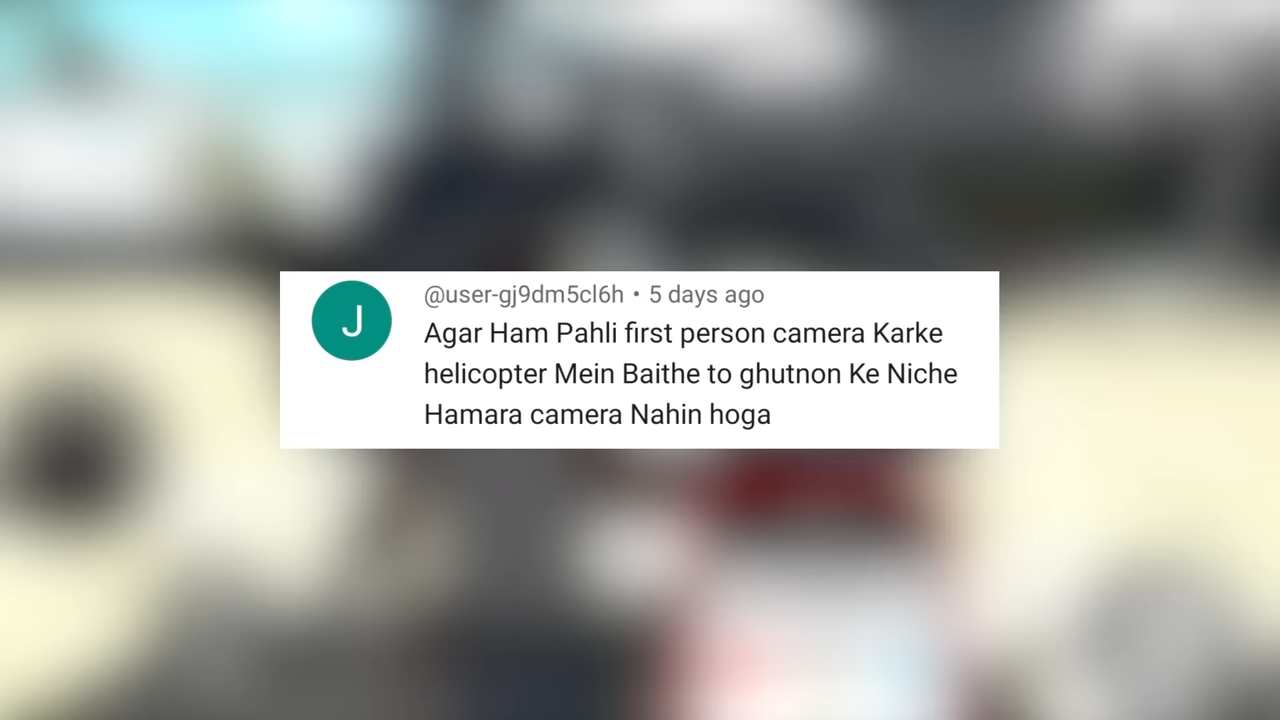 J
@user-gj9dm5cl6h • 5 days ago
Agar Ham Pahli first person camera Karke
helicopter Mein Baithe to ghutnon Ke Niche
Hamara camera Nahin hoga